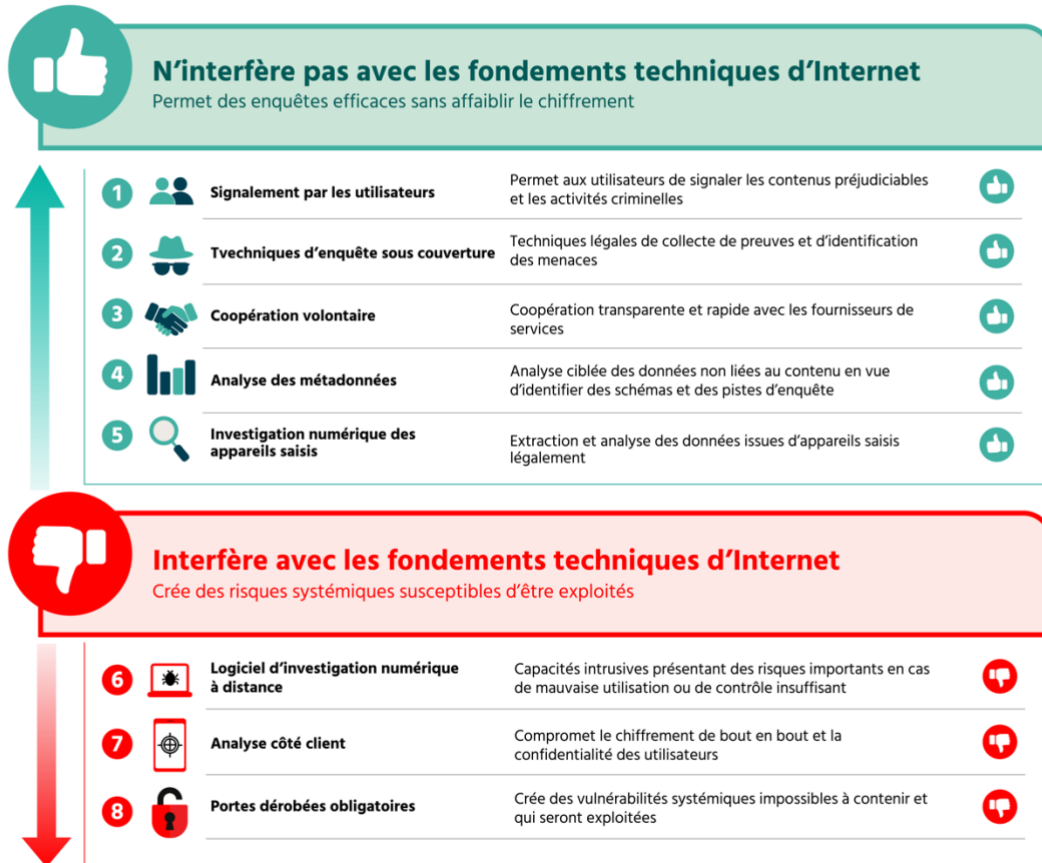 N’interfère pas avec les fondements techniques d’Internet
Permet des enquêtes efficaces sans affaiblir le chiffrement
1
Signalement par les utilisateurs
Permet aux utilisateurs de signaler les contenus préjudiciables
et les activités criminelles
2
Tvechniques d’enquête sous couverture
Techniques légales de collecte de preuves et d’identification
des menaces
3
Coopération volontaire
Coopération transparente et rapide avec les fournisseurs de
services
4
Analyse des métadonnées
Analyse ciblée des données non liées au contenu en vue
d’identifier des schémas et des pistes d’enquête
5
Investigation numérique des
appareils saisis
Extraction et analyse des données issues d’appareils saisis
légalement
Interfère avec les fondements techniques d’Internet
Crée des risques systémiques susceptibles d’être exploités
6
Logiciel d’investigation numérique
à distance
Capacités intrusives présentant des risques importants en cas
de mauvaise utilisation ou de contrôle insuffisant
7
Analyse côté client
Compromet le chiffrement de bout en bout et la
confidentialité des utilisateurs
8
Portes dérobées obligatoires
Crée des vulnérabilités systémiques impossibles à contenir et
qui seront exploitées